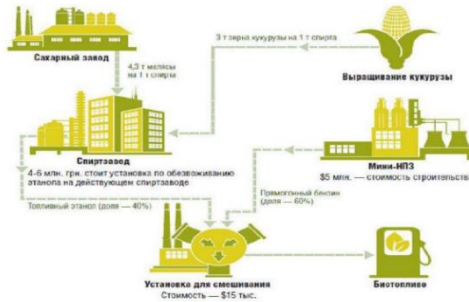 Сахарный завод
4,3 т мелясы
на 1 т спирта
3 т зерна кукурузы на 1 т спирта
Выращивание кукурузы
Спиртзавод
4-6 млн. грн. стоит установка по обезвоживанию
этанола на действующем спиртзаводе
Мини-НПЗ
$5 млн. — стоимость строительств
Прямогонный бензин
(доля — 60%)
Топливный этанол (доля — 40%)
Установка для смешивания
Стоимость — $15 тыс.
Биотопливо